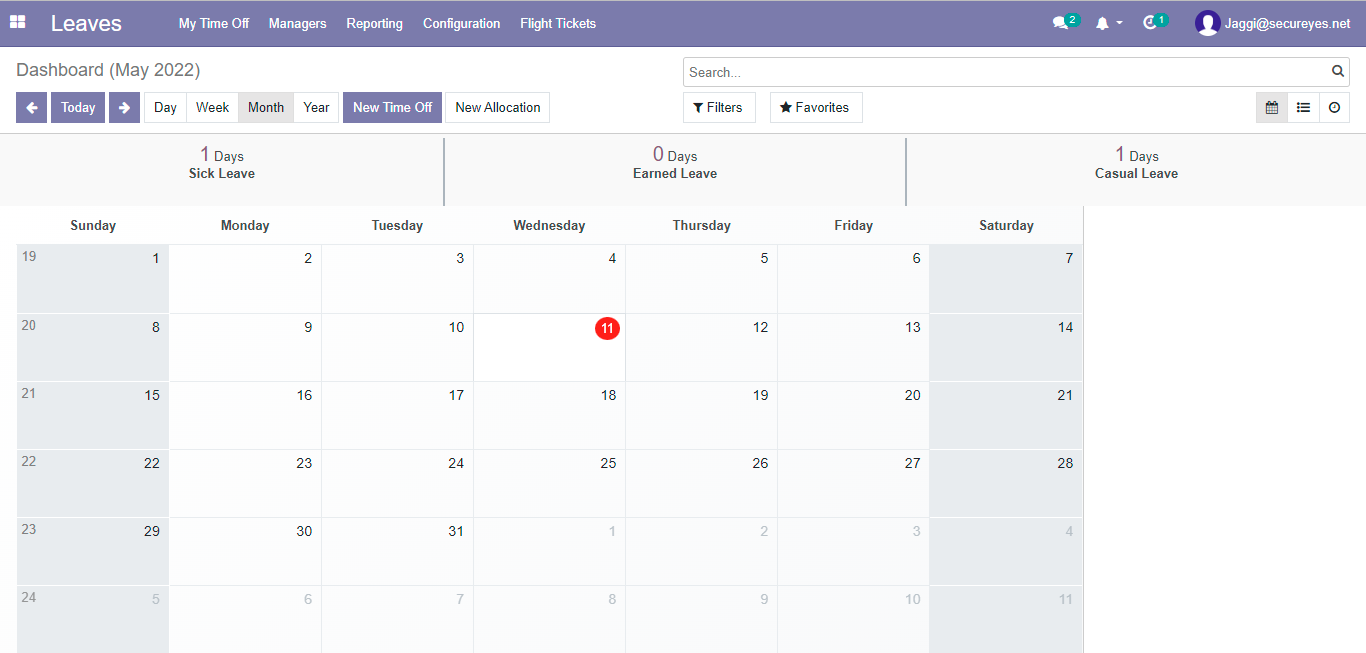 Leaves My Time Off Managers Reporting Configuration Flight Tickets 2 1 Jaggi@secureyes.net
Dashboard (May 2022) Search...
Today Day Week Month Year New Time Off New Allocation Filters Favorites
1 Days 0 Days 1 Days
Sick Leave Earned Leave Casual Leave
Sunday Monday Tuesday Wednesday Thursday Friday Saturday
19 1 2 3 4 5 6 7
20 8 9 10 11 12 13 14
21 15 16 17 18 19 20 21
22 22 23 24 25 26 27 28
23 29 30 31 1 2 3 4
24 5 6 7 8 9 10 11